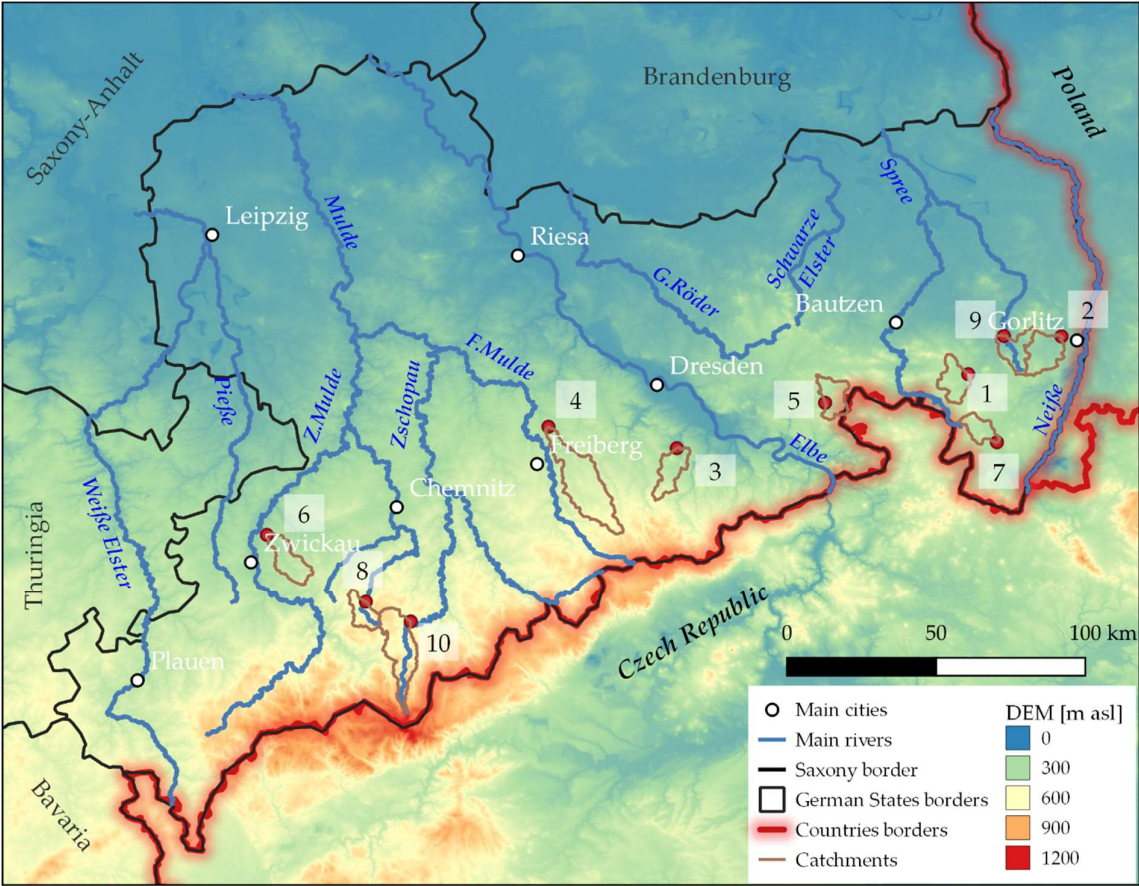 Saxony-Anhalt
Brandenburg
Poland
Leipzig
Mulde
Riesa
Spree
Schwarze
Elster
G.Röder
Bautzen
9
Gorlitz
2
F.Mulde
Dresden
Pieße
Z.Mulde
Zschopau
4
5
1
Neiße
Freiberg
3
Elbe
7
Weiße Elster
Chemnitz
6
Zwickau
Thuringia
8
10
Czech Republic
Plauen
Bavaria
0 50 100 km
Main cities
Main rivers
Saxony border
German States borders
Countries borders
Catchments
DEM [m asl]
0
300
600
900
1200